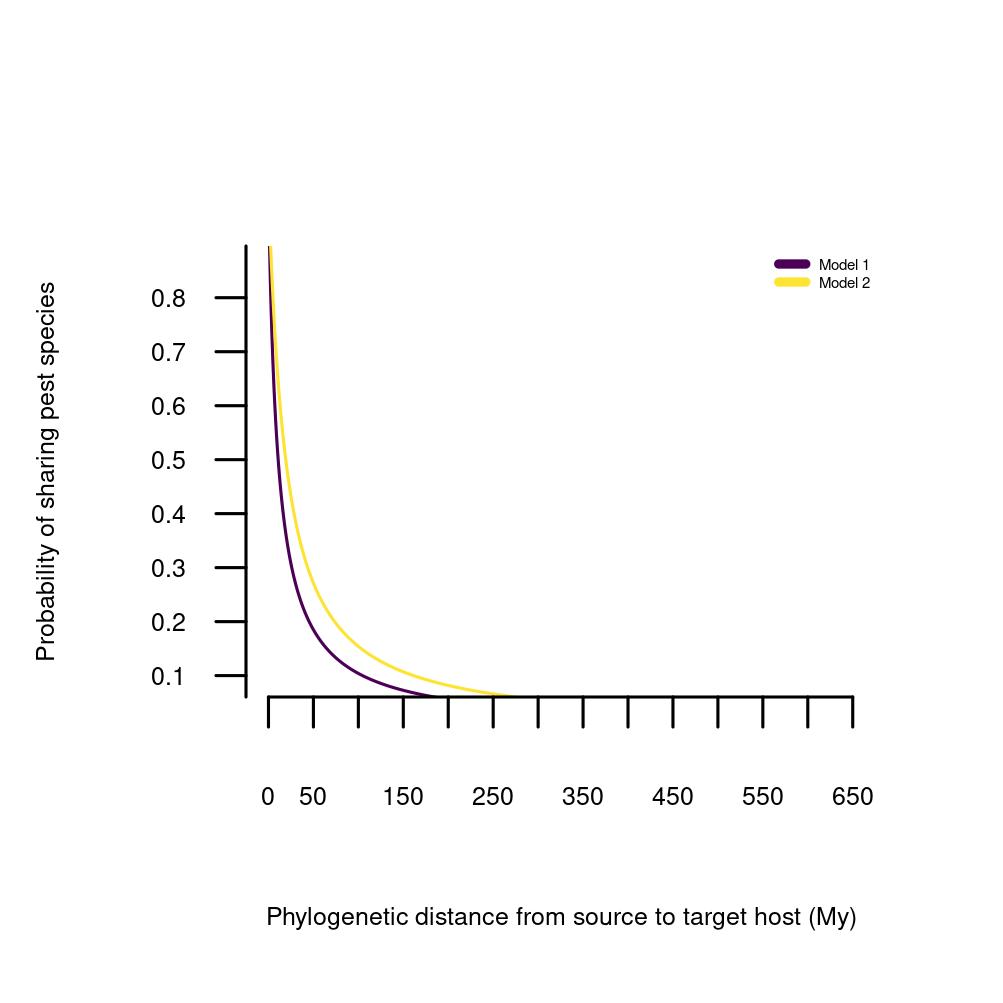 Model 1
Model 2
0.8
0.7
0.6
0.5
0.4
0.3
0.2
0.1
Probability of sharing pest species
0 50 150 250 350 450 550 650
Phylogenetic distance from source to target host (My)